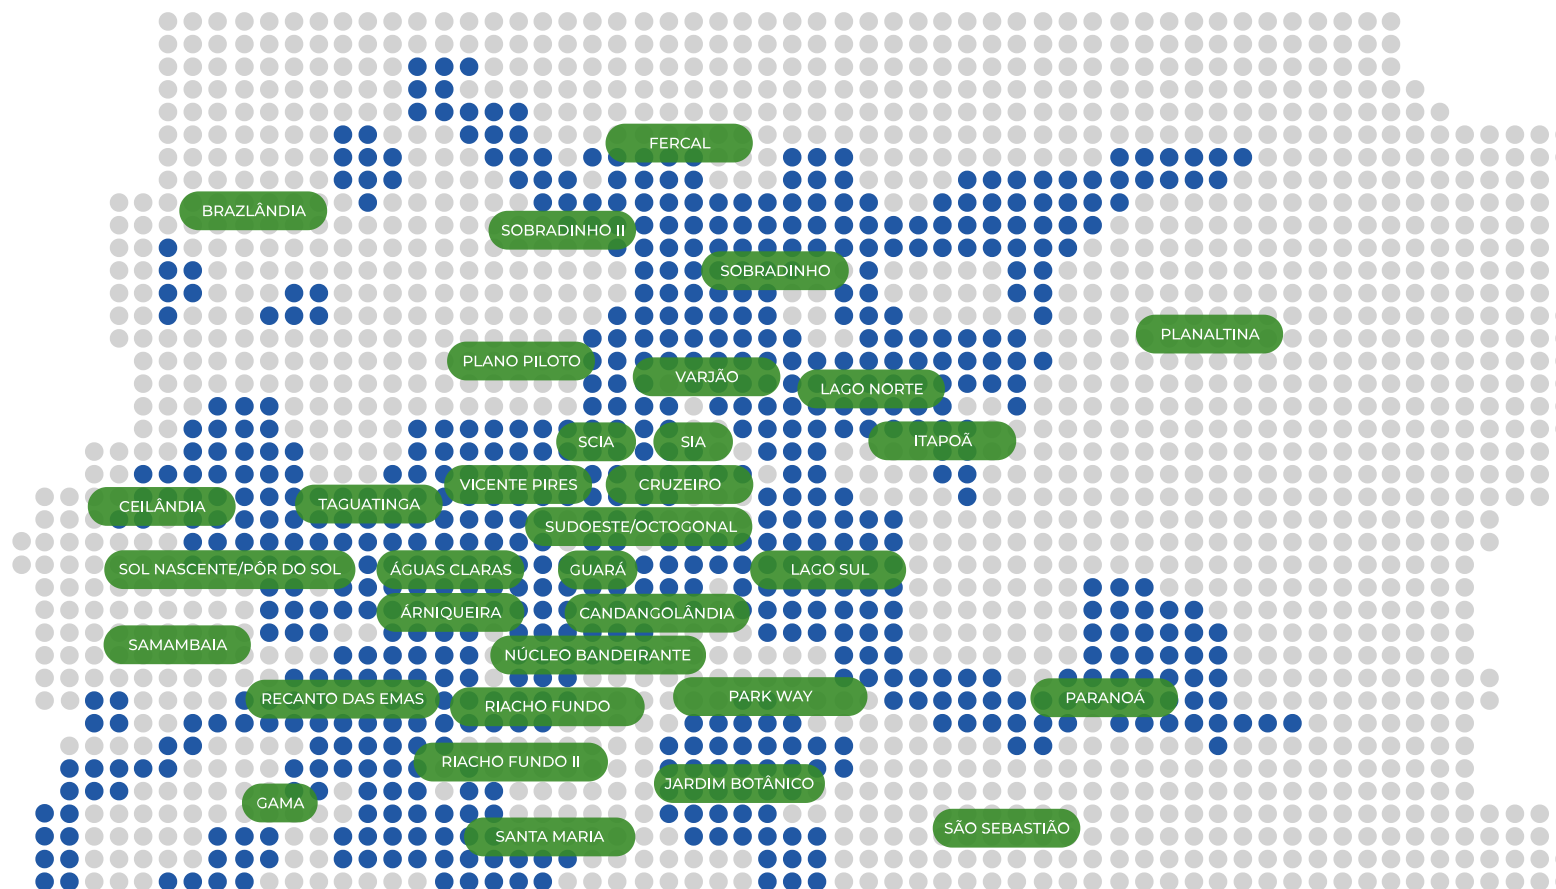 FERCAL
BRAZLÂNDIA
SOBRADINHO II
SOBRADINHO
PLANALTINA
PLANO PILOTO
VARJÃO
LAGO NORTE
SCIA
SIA
ITAPOÃ
VICENTE PIRES
CRUZEIRO
CEILÂNDIA
TAGUATINGA
SUDOESTE/OCTOGONAL
SOL NASCENTE/PÔR DO SOL
ÁGUAS CLARAS
GUARÁ
LAGO SUL
ÁRNIQUEIRA
CANDANGOLÂNDIA
SAMAMBAIA
NÚCLEO BANDEIRANTE
RECANTO DAS EMAS
RIACHO FUNDO
PARK WAY
PARANOÁ
RIACHO FUNDO II
JARDIM BOTÂNICO
GAMA
SANTA MARIA
SÃO SEBASTIÃO